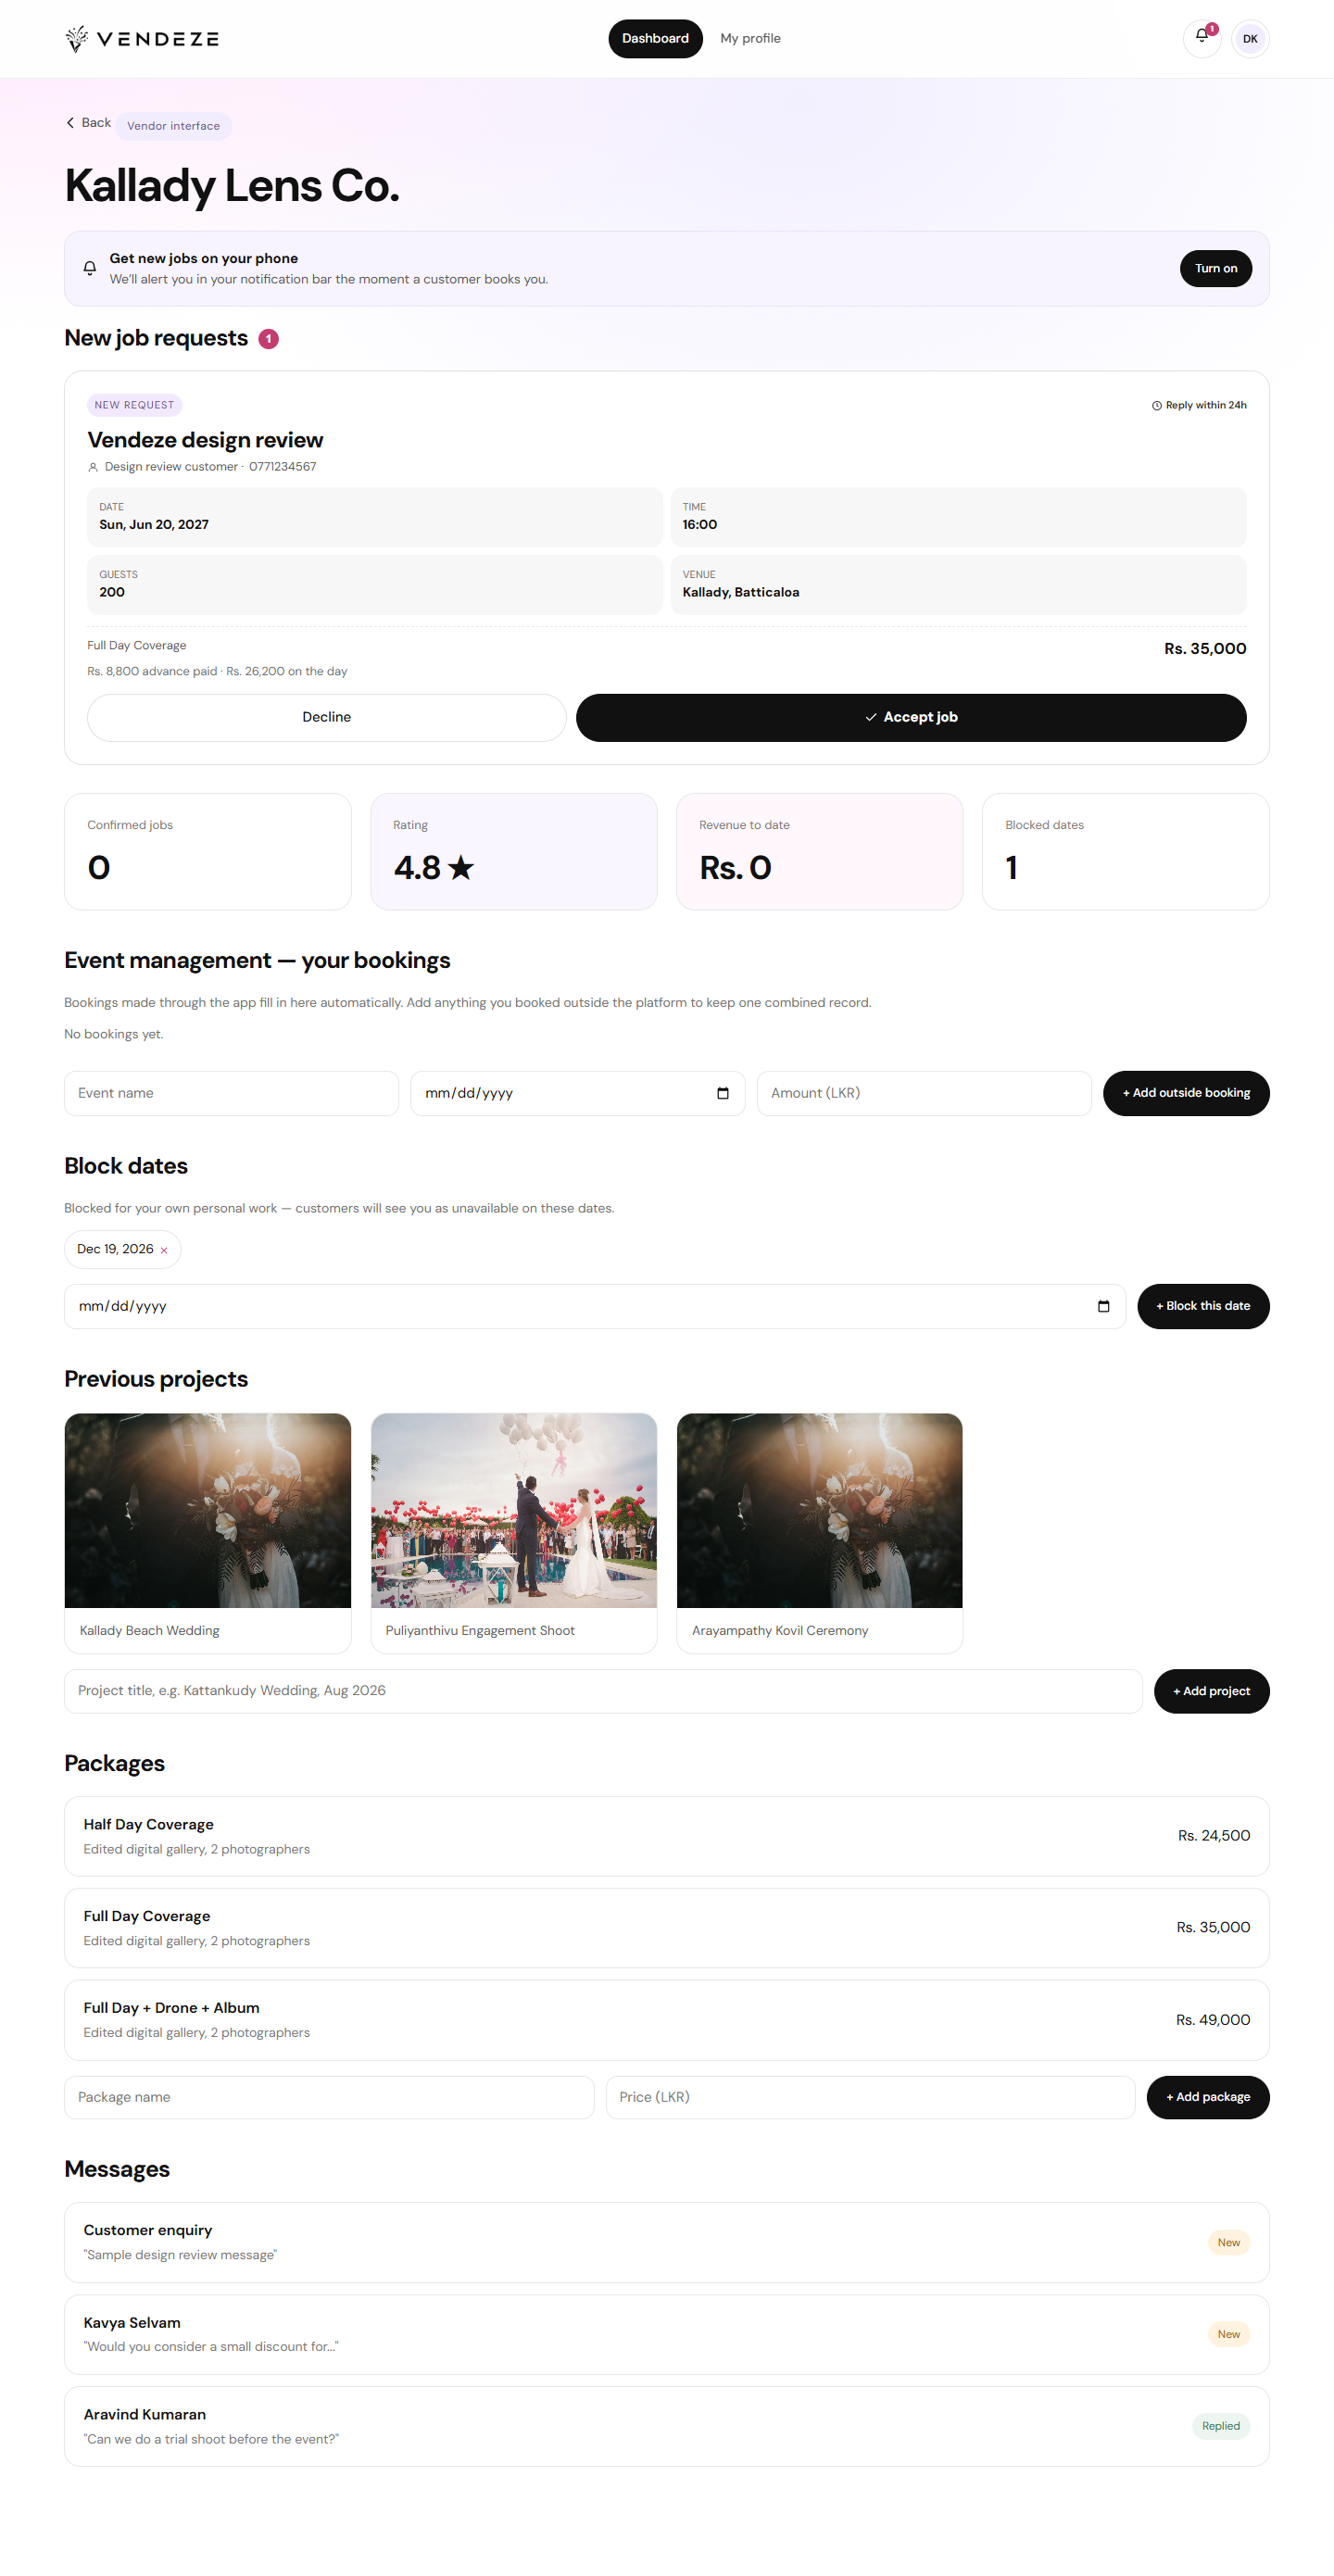 VENDEZE
Dashboard
My profile
1
DK
Back
Vendor interface
Kallady Lens Co.
Get new jobs on your phone
We'll alert you in your notification bar the moment a customer books you.
Turn on
New job requests 1
NEW REQUEST
Reply within 24h
Vendeze design review
Design review customer · 0771234567
DATE
Sun, Jun 20, 2027
TIME
16:00
GUESTS
200
VENUE
Kallady, Batticaloa
Full Day Coverage
Rs. 35,000
Rs. 8,800 advance paid · Rs. 26,200 on the day
Decline
Accept job
Confirmed jobs
0
Rating
4.8 ★
Revenue to date
Rs. 0
Blocked dates
1
Event management — your bookings
Bookings made through the app fill in here automatically. Add anything you booked outside the platform to keep one combined record.
No bookings yet.
Event name
mm/dd/yyyy
Amount (LKR)
+ Add outside booking
Block dates
Blocked for your own personal work — customers will see you as unavailable on these dates.
Dec 19, 2026 ×
mm/dd/yyyy
+ Block this date
Previous projects
Kallady Beach Wedding
Puliyanthivu Engagement Shoot
Arayampathy Kovil Ceremony
Project title, e.g. Kattankudy Wedding, Aug 2026
+ Add project
Packages
Half Day Coverage
Edited digital gallery, 2 photographers
Rs. 24,500
Full Day Coverage
Edited digital gallery, 2 photographers
Rs. 35,000
Full Day + Drone + Album
Edited digital gallery, 2 photographers
Rs. 49,000
Package name
Price (LKR)
+ Add package
Messages
Customer enquiry
"Sample design review message"
New
Kavya Selvam
"Would you consider a small discount for..."
New
Aravind Kumaran
"Can we do a trial shoot before the event?"
Replied